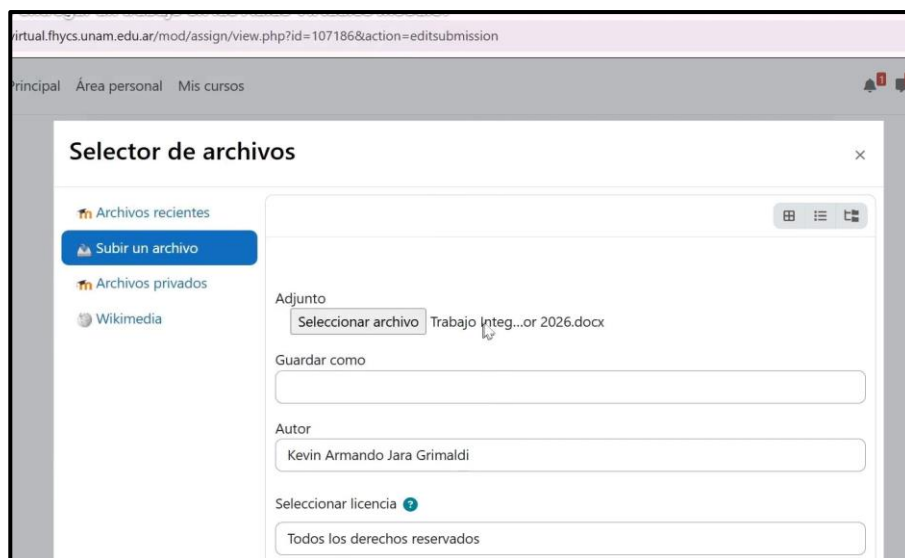 virtual.fhycs.unam.edu.ar/mod/assign/view.php?id=107186&action=editsubmission
Principal Área personal Mis cursos
1
Selector de archivos
×
Archivos recientes
Subir un archivo
Archivos privados
Wikimedia
Adjunto
Seleccionar archivo Trabajo Integ...or 2026.docx
Guardar como
Autor
Kevin Armando Jara Grimaldi
Seleccionar licencia ?
Todos los derechos reservados